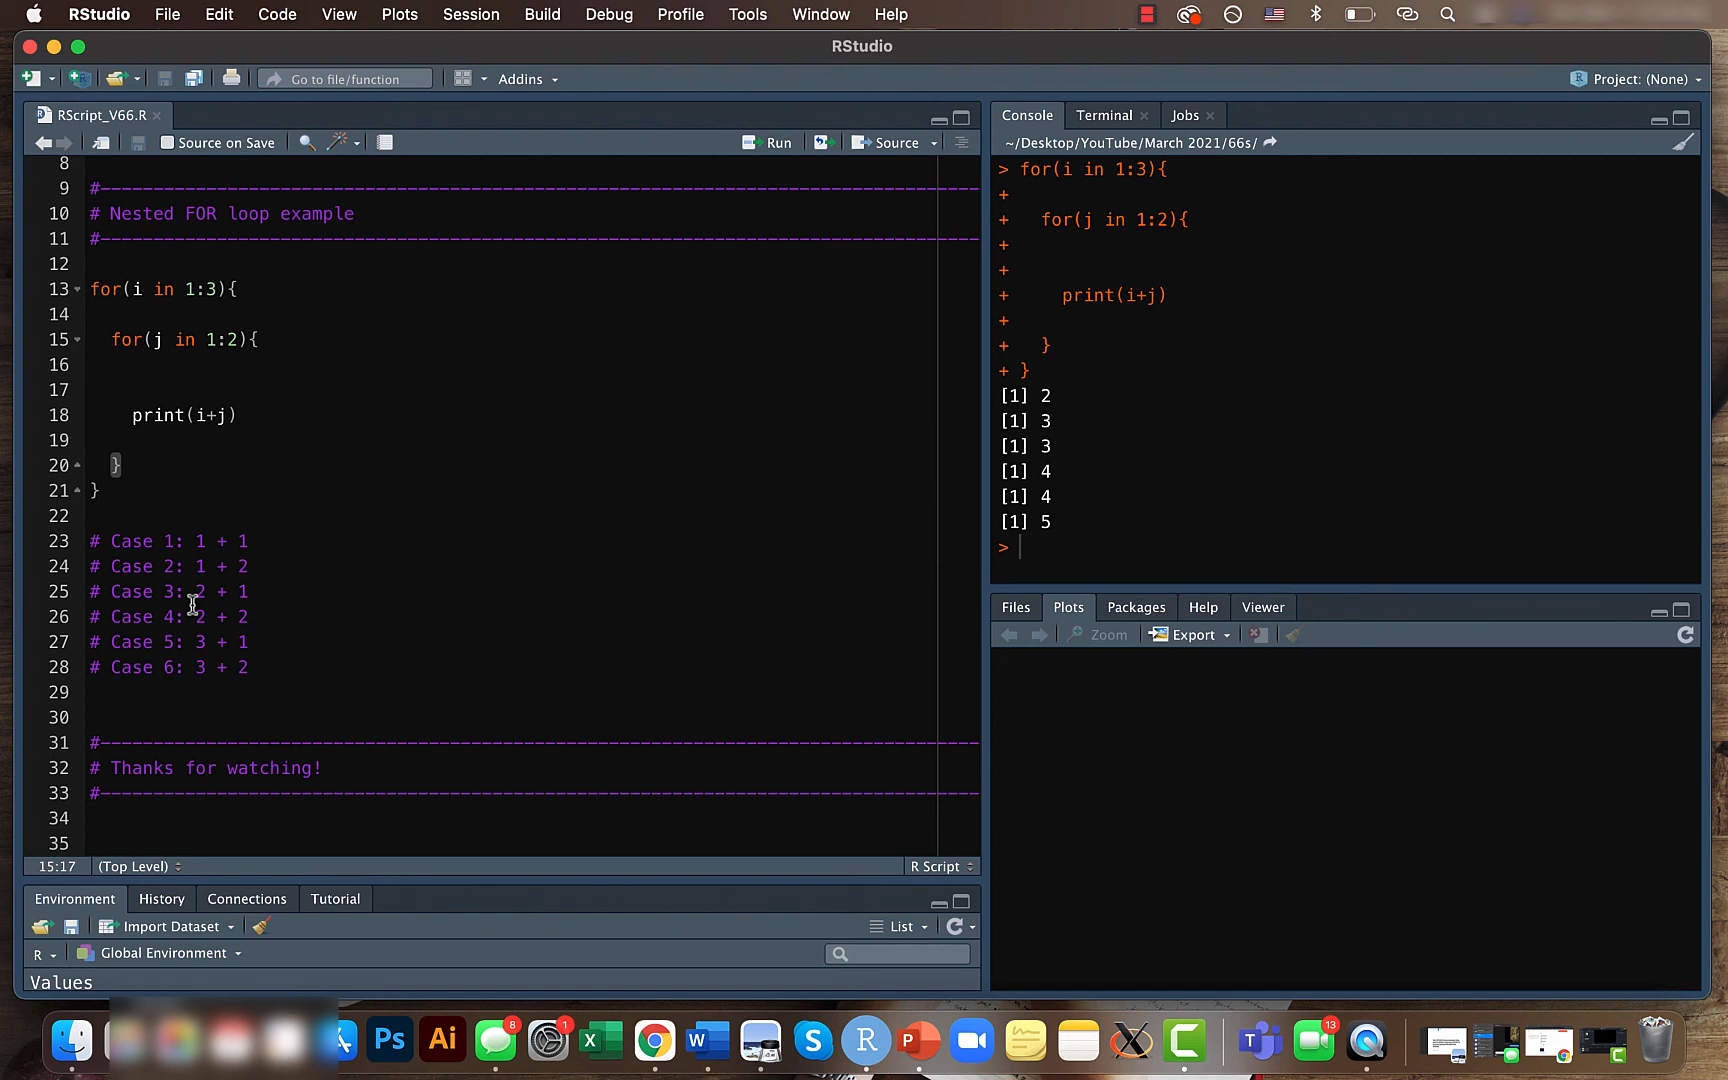 RStudio File Edit Code View Plots Session Build Debug Profile Tools Window Help
RStudio
Go to file/function Addins Project: (None)
RScript_V66.R
Source on Save Run Source
8
9 #----------------------------------------------------------------------------------
10 # Nested FOR loop example
11 #----------------------------------------------------------------------------------
12
13 for(i in 1:3){
14
15 for(j in 1:2){
16
17
18 print(i+j)
19
20 }
21 }
22
23 # Case 1: 1 + 1
24 # Case 2: 1 + 2
25 # Case 3: 2 + 1
26 # Case 4: 2 + 2
27 # Case 5: 3 + 1
28 # Case 6: 3 + 2
29
30
31 #----------------------------------------------------------------------------------
32 # Thanks for watching!
33 #----------------------------------------------------------------------------------
34
35
15:17 (Top Level) R Script
Environment History Connections Tutorial
Import Dataset List
R Global Environment
Values
Console Terminal Jobs
~/Desktop/YouTube/March 2021/66s/
> for(i in 1:3){
+
+ for(j in 1:2){
+
+
+ print(i+j)
+
+ }
+ }
[1] 2
[1] 3
[1] 3
[1] 4
[1] 4
[1] 5
>
Files Plots Packages Help Viewer
Zoom Export
Ps Ai 8 1 X W S R P 13